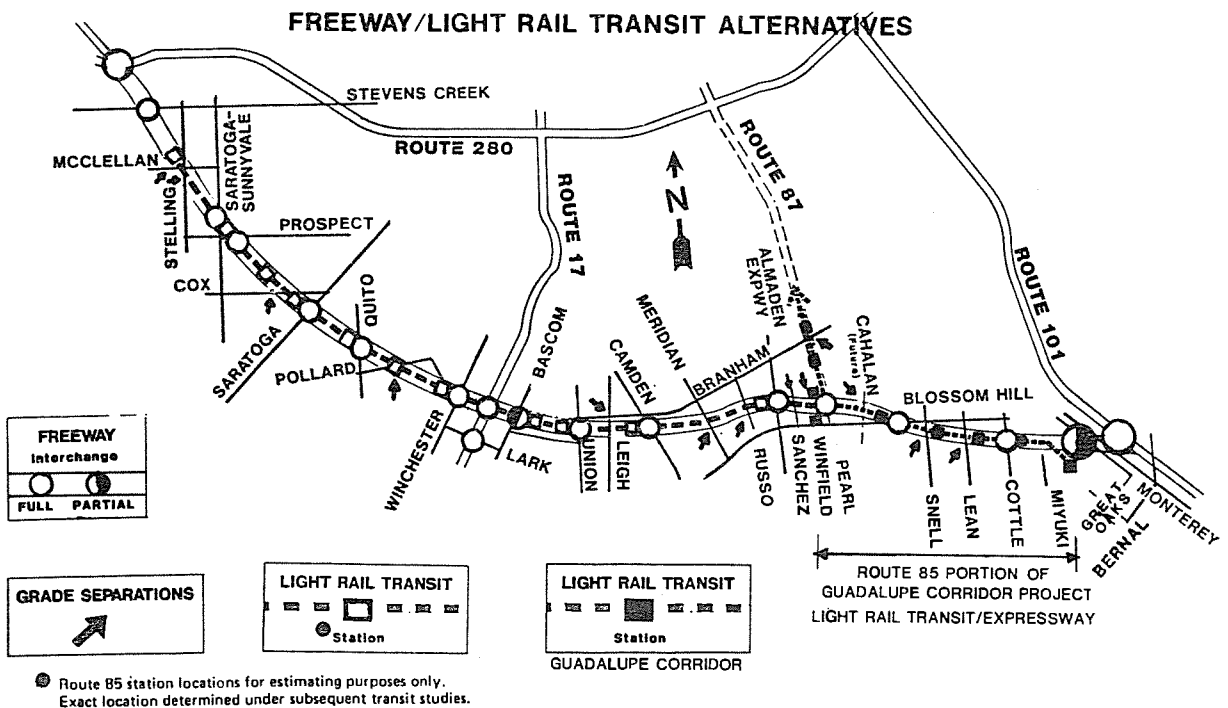 FREEWAY/LIGHT RAIL TRANSIT ALTERNATIVES
STEVENS CREEK
ROUTE 280
MCCLELLAN
STELLING
SARATOGA-
SUNNYVALE
PROSPECT
COX
SARATOGA
QUITO
POLLARD
WINCHESTER
ROUTE 17
BASCOM
LARK
UNION
LEIGH
CAMDEN
MERIDIAN
BRANHAM
RUSSO
SANCHEZ
WINFIELD
PEARL
ROUTE 87
ALMADEN
EXPWY
CAHALAN
(Future)
BLOSSOM HILL
ROUTE 101
SNELL
LEAN
COTTLE
MIYUKI
GREAT
OAKS
BERNAL
MONTEREY
N
FREEWAY
Interchange
FULL PARTIAL
GRADE SEPARATIONS
LIGHT RAIL TRANSIT
Station
LIGHT RAIL TRANSIT
Station
GUADALUPE CORRIDOR
ROUTE 85 PORTION OF
GUADALUPE CORRIDOR PROJECT
LIGHT RAIL TRANSIT/EXPRESSWAY
Route 85 station locations for estimating purposes only.
Exact location determined under subsequent transit studies.